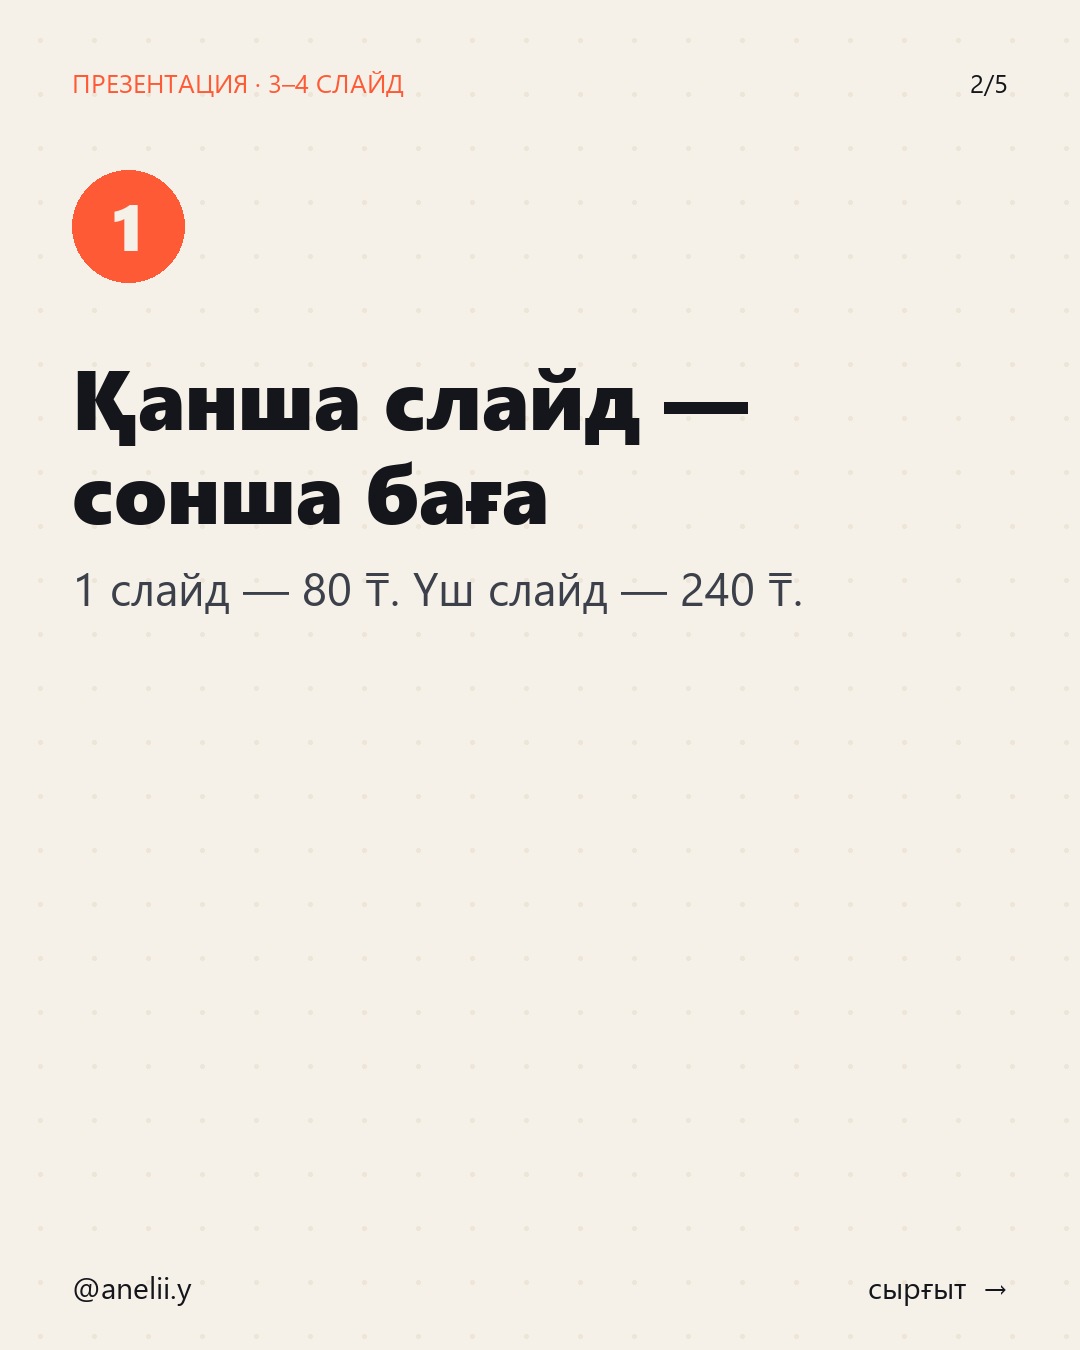 ПРЕЗЕНТАЦИЯ · 3–4 СЛАЙД
2/5
1
Қанша слайд —
сонша баға
1 слайд — 80 ₸. Үш слайд — 240 ₸.
@anelii.y
сырғыт →